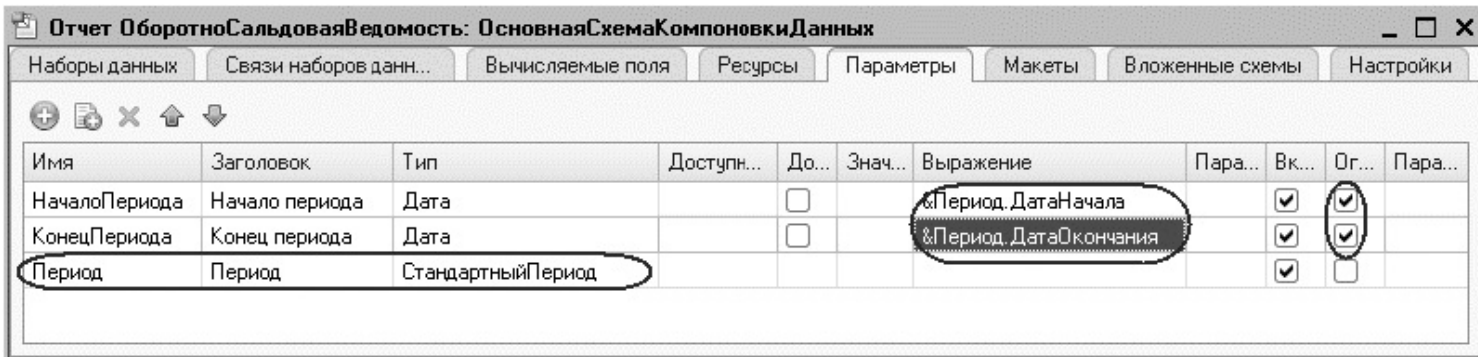 Отчет ОборотноСальдоваяВедомость: ОсновнаяСхемаКомпоновкиДанных
Наборы данных Связи наборов данн... Вычисляемые поля Ресурсы Параметры Макеты Вложенные схемы Настройки
Имя Заголовок Тип Доступн... До... Знач... Выражение Пара... Вк... Ог... Пара...
НачалоПериода Начало периода Дата &Период.ДатаНачала
КонецПериода Конец периода Дата &Период.ДатаОкончания
Период Период СтандартныйПериод